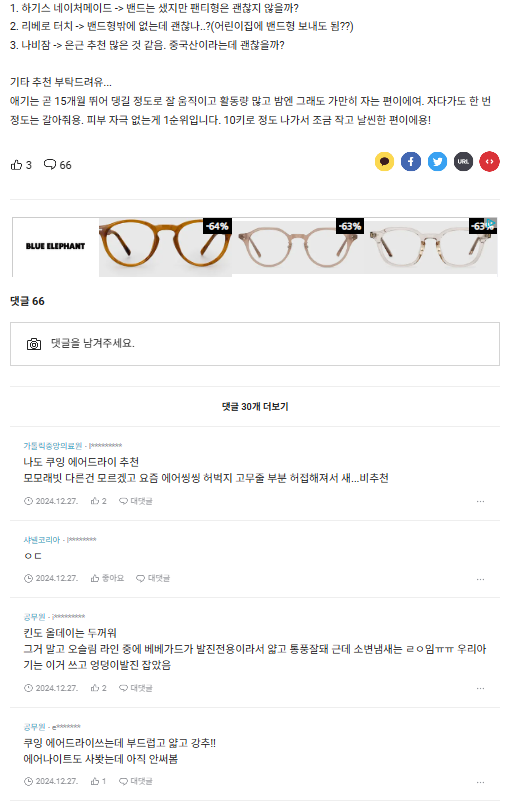 1. 하기스 네이처메이드 -> 밴드는 샜지만 팬티형은 괜찮지 않을까?
2. 리베로 터치 -> 밴드형밖에 없는데 괜찮나..?(어린이집에 밴드형 보내도 됨??)
3. 나비잠 -> 은근 추천 많은 것 같음. 중국산이라는데 괜찮을까?
기타 추천 부탁드려유...
애기는 곧 15개월 뛰어 댕길 정도로 잘 움직이고 활동량 많고 밤엔 그래도 가만히 자는 편이에여. 자다가도 한 번
정도는 갈아줘용. 피부 자극 없는게 1순위입니다. 10키로 정도 나가서 조금 작고 날씬한 편이에용!
3 66
URL
BLUE ELEPHANT -64% -63% -63%
댓글 66
댓글을 남겨주세요.
댓글 30개 더보기
가톨릭중앙의료원 · l*********
나도 쿠잉 에어드라이 추천
모모래빗 다른건 모르겠고 요즘 에어씽씽 허벅지 고무줄 부분 허접해져서 새...비추천
2024.12.27. 2 대댓글
샤넬코리아 · l********
ㅇㄷ
2024.12.27. 좋아요 대댓글
공무원 · i*********
킨도 올데이는 두꺼워
그거 말고 오슬림 라인 중에 베베가드가 발진전용이라서 얇고 통풍잘돼 근데 소변냄새는 ㄹㅇ임ㅠㅠ 우리아
기는 이거 쓰고 엉덩이발진 잡았음
2024.12.27. 2 대댓글
공무원 · e*******
쿠잉 에어드라이쓰는데 부드럽고 얇고 강추!!
에어나이트도 사봣는데 아직 안써봄
2024.12.27. 1 대댓글